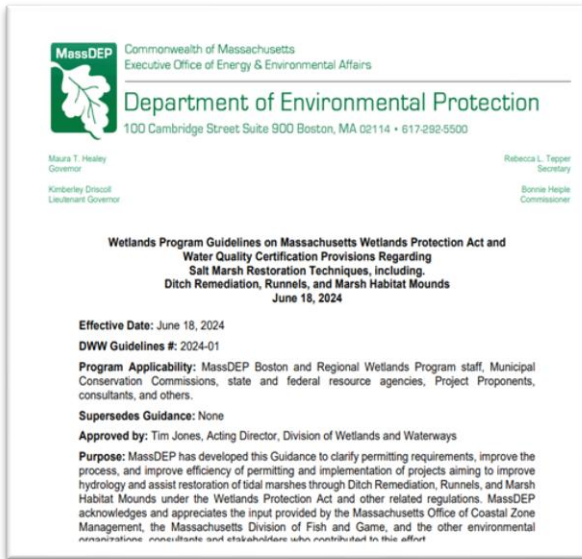 MassDEP
Commonwealth of Massachusetts
Executive Office of Energy & Environmental Affairs
Department of Environmental Protection
100 Cambridge Street Suite 900 Boston, MA 02114 • 617-292-5500
Maura T. Healey
Governor
Kimberley Driscoll
Lieutenant Governor
Rebecca L. Tepper
Secretary
Bonnie Heiple
Commissioner
Wetlands Program Guidelines on Massachusetts Wetlands Protection Act and
Water Quality Certification Provisions Regarding
Salt Marsh Restoration Techniques, including.
Ditch Remediation, Runnels, and Marsh Habitat Mounds
June 18, 2024
Effective Date: June 18, 2024
DWW Guidelines #: 2024-01
Program Applicability: MassDEP Boston and Regional Wetlands Program staff, Municipal
Conservation Commissions, state and federal resource agencies, Project Proponents,
consultants, and others.
Supersedes Guidance: None
Approved by: Tim Jones, Acting Director, Division of Wetlands and Waterways
Purpose: MassDEP has developed this Guidance to clarify permitting requirements, improve the
process, and improve efficiency of permitting and implementation of projects aiming to improve
hydrology and assist restoration of tidal marshes through Ditch Remediation, Runnels, and Marsh
Habitat Mounds under the Wetlands Protection Act and other related regulations. MassDEP
acknowledges and appreciates the input provided by the Massachusetts Office of Coastal Zone
Management, the Massachusetts Division of Fish and Game, and the other environmental
organizations, consultants and stakeholders who contributed to this effort